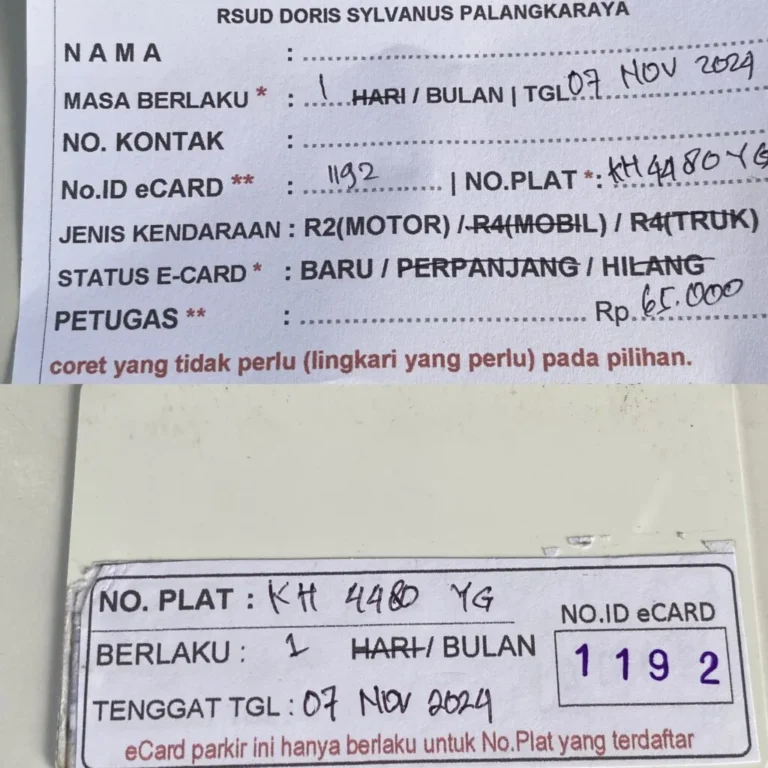 RSUD DORIS SYLVANUS PALANGKARAYA
NAMA :
MASA BERLAKU * : 1 HARI / BULAN | TGL 07 NOV 2024
NO. KONTAK :
No.ID eCARD ** : 1192 | NO.PLAT *: KH 4480 YG
JENIS KENDARAAN : R2(MOTOR) / R4(MOBIL) / R4(TRUK)
STATUS E-CARD * : BARU / PERPANJANG / HILANG
PETUGAS ** : Rp. 65.000
coret yang tidak perlu (lingkari yang perlu) pada pilihan.
NO. PLAT : KH 4480 YG
BERLAKU : 1 HARI / BULAN
TENGGAT TGL : 07 NOV 2024
NO.ID eCARD
1192
eCard parkir ini hanya berlaku untuk No.Plat yang terdaftar